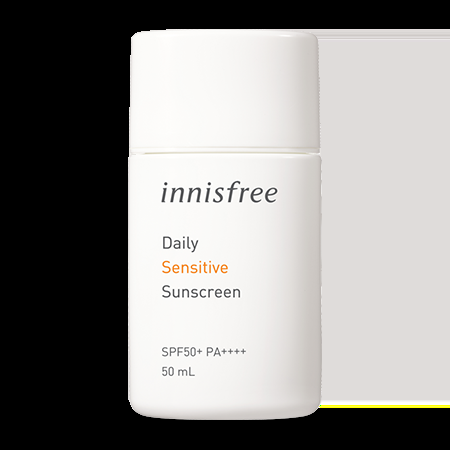 innisfree
Daily
Sensitive
Sunscreen
SPF50+ PA++++
50 mL